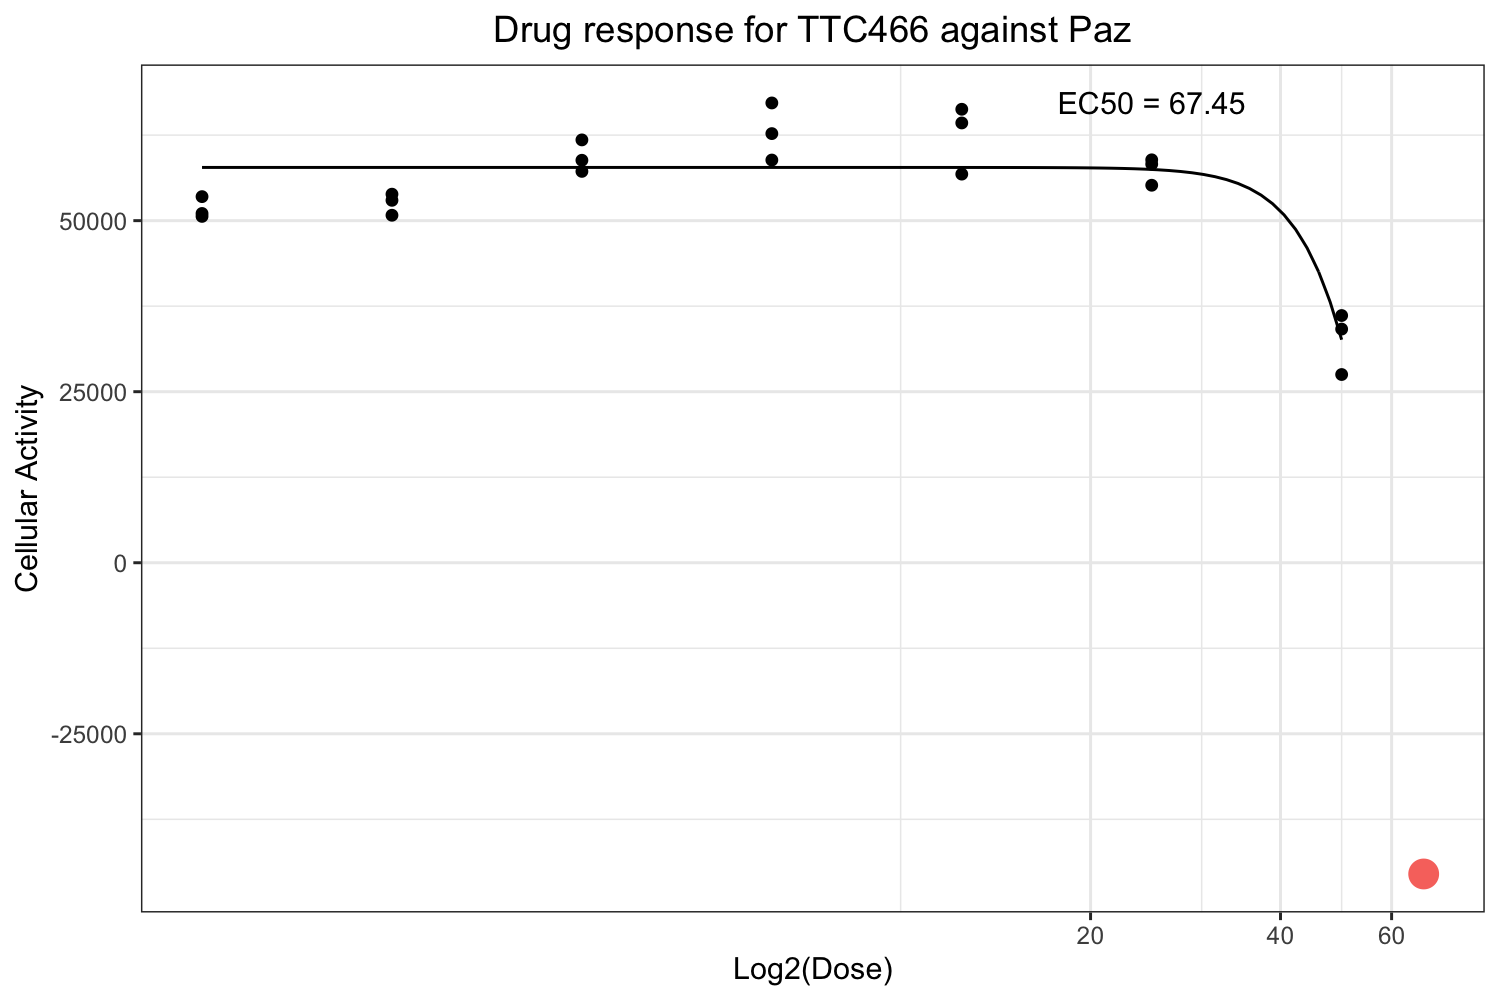 Drug response for TTC466 against Paz
EC50 = 67.45
Cellular Activity
50000
25000
0
-25000
20 40 60
Log2(Dose)